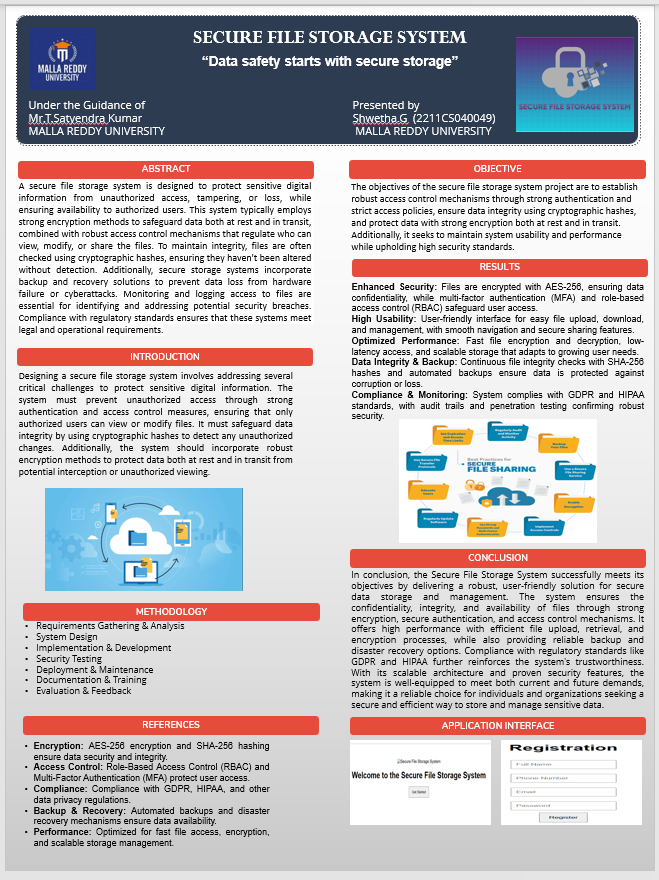 SECURE FILE STORAGE SYSTEM
“Data safety starts with secure storage”
MALLA REDDY
UNIVERSITY
Under the Guidance of
Mr.T.Satyendra Kumar
MALLA REDDY UNIVERSITY
Presented by
Shwetha.G (2211CS040049)
MALLA REDDY UNIVERSITY
SECURE FILE STORAGE SYSTEM
ABSTRACT
A secure file storage system is designed to protect sensitive digital
information from unauthorized access, tampering, or loss, while
ensuring availability to authorized users. This system typically employs
strong encryption methods to safeguard data both at rest and in transit,
combined with robust access control mechanisms that regulate who can
view, modify, or share the files. To maintain integrity, files are often
checked using cryptographic hashes, ensuring they haven't been altered
without detection. Additionally, secure storage systems incorporate
backup and recovery solutions to prevent data loss from hardware
failure or cyberattacks. Monitoring and logging access to files are
essential for identifying and addressing potential security breaches.
Compliance with regulatory standards ensures that these systems meet
legal and operational requirements.
INTRODUCTION
Designing a secure file storage system involves addressing several
critical challenges to protect sensitive digital information. The
system must prevent unauthorized access through strong
authentication and access control measures, ensuring that only
authorized users can view or modify files. It must safeguard data
integrity by using cryptographic hashes to detect any unauthorized
changes. Additionally, the system should incorporate robust
encryption methods to protect data both at rest and in transit from
potential interception or unauthorized viewing.
METHODOLOGY
• Requirements Gathering & Analysis
• System Design
• Implementation & Development
• Security Testing
• Deployment & Maintenance
• Documentation & Training
• Evaluation & Feedback
REFERENCES
• Encryption: AES-256 encryption and SHA-256 hashing
ensure data security and integrity.
• Access Control: Role-Based Access Control (RBAC) and
Multi-Factor Authentication (MFA) protect user access.
• Compliance: Compliance with GDPR, HIPAA, and other
data privacy regulations.
• Backup & Recovery: Automated backups and disaster
recovery mechanisms ensure data availability.
• Performance: Optimized for fast file access, encryption,
and scalable storage management.
OBJECTIVE
The objectives of the secure file storage system project are to establish
robust access control mechanisms through strong authentication and
strict access policies, ensure data integrity using cryptographic hashes,
and protect data with strong encryption both at rest and in transit.
Additionally, it seeks to maintain system usability and performance
while upholding high security standards.
RESULTS
Enhanced Security: Files are encrypted with AES-256, ensuring data
confidentiality, while multi-factor authentication (MFA) and role-based
access control (RBAC) safeguard user access.
High Usability: User-friendly interface for easy file upload, download,
and management, with smooth navigation and secure sharing features.
Optimized Performance: Fast file encryption and decryption, low-
latency access, and scalable storage that adapts to growing user needs.
Data Integrity & Backup: Continuous file integrity checks with SHA-256
hashes and automated backups ensure data is protected against
corruption or loss.
Compliance & Monitoring: System complies with GDPR and HIPAA
standards, with audit trails and penetration testing confirming robust
security.
Best Practices for
SECURE
FILE SHARING
Regularly Audit and Monitor Activity
Use a Secure File Sharing Service
Enable Encryption
Implement Access Controls
Regularly Update Software
Educate Users
Use Secure File Transfer Protocols
CONCLUSION
In conclusion, the Secure File Storage System successfully meets its
objectives by delivering a robust, user-friendly solution for secure
data storage and management. The system ensures the
confidentiality, integrity, and availability of files through strong
encryption, secure authentication, and access control mechanisms. It
offers high performance with efficient file upload, retrieval, and
encryption processes, while also providing reliable backup and
disaster recovery options. Compliance with regulatory standards like
GDPR and HIPAA further reinforces the system's trustworthiness.
With its scalable architecture and proven security features, the
system is well-equipped to meet both current and future demands,
making it a reliable choice for individuals and organizations seeking a
secure and efficient way to store and manage sensitive data.
APPLICATION INTERFACE
Secure File Storage System
Welcome to the Secure File Storage System
Get Started
Registration
Full Name
Phone Number
Email
Password
Register